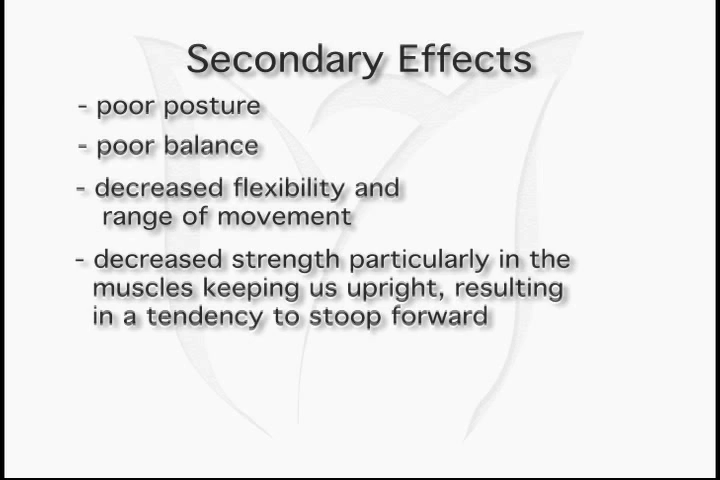 Secondary Effects
- poor posture
- poor balance
- decreased flexibility and
range of movement
- decreased strength particularly in the
muscles keeping us upright, resulting
in a tendency to stoop forward